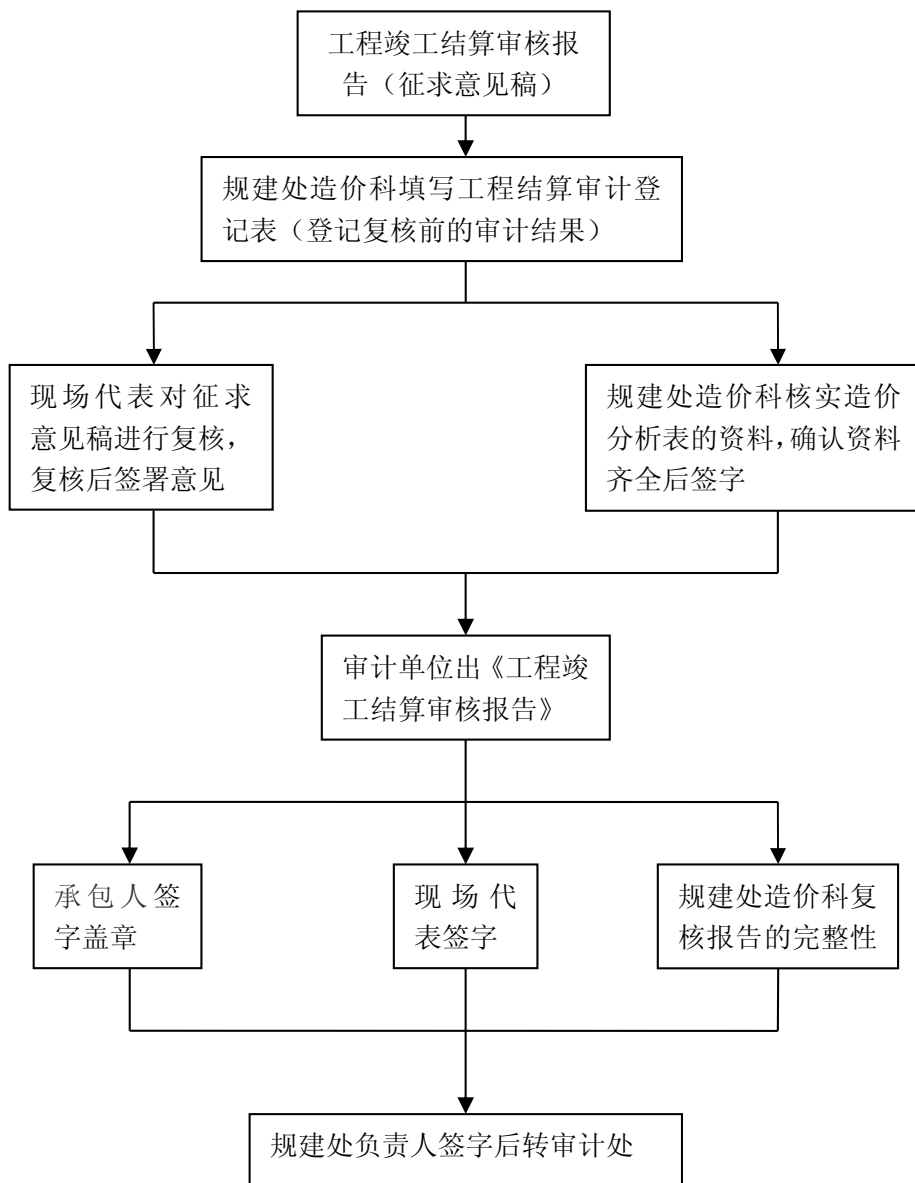 工程竣工结算审核报
告（征求意见稿）
规建处造价科填写工程结算审计登
记表（登记复核前的审计结果）
现场代表对征求
意见稿进行复核，
复核后签署意见
规建处造价科核实造价
分析表的资料，确认资料
齐全后签字
审计单位出《工程竣
工结算审核报告》
承包人签
字盖章
现场代
表签字
规建处造价科复
核报告的完整性
规建处负责人签字后转审计处